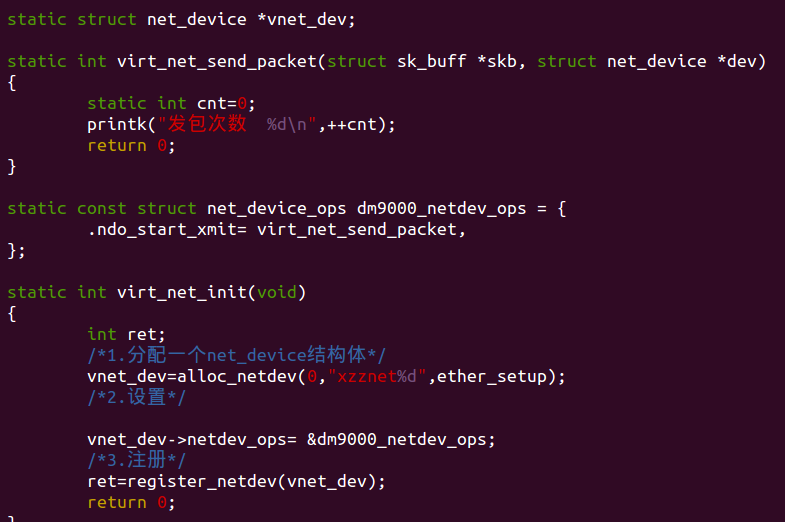 static struct net_device *vnet_dev;
static int virt_net_send_packet(struct sk_buff *skb, struct net_device *dev)
{
static int cnt=0;
printk("发包次数  %d\n",++cnt);
return 0;
}
static const struct net_device_ops dm9000_netdev_ops = {
.ndo_start_xmit= virt_net_send_packet,
};
static int virt_net_init(void)
{
int ret;
/*1.分配一个net_device结构体*/
vnet_dev=alloc_netdev(0,"xzznet%d",ether_setup);
/*2.设置*/
vnet_dev->netdev_ops= &dm9000_netdev_ops;
/*3.注册*/
ret=register_netdev(vnet_dev);
return 0;
}